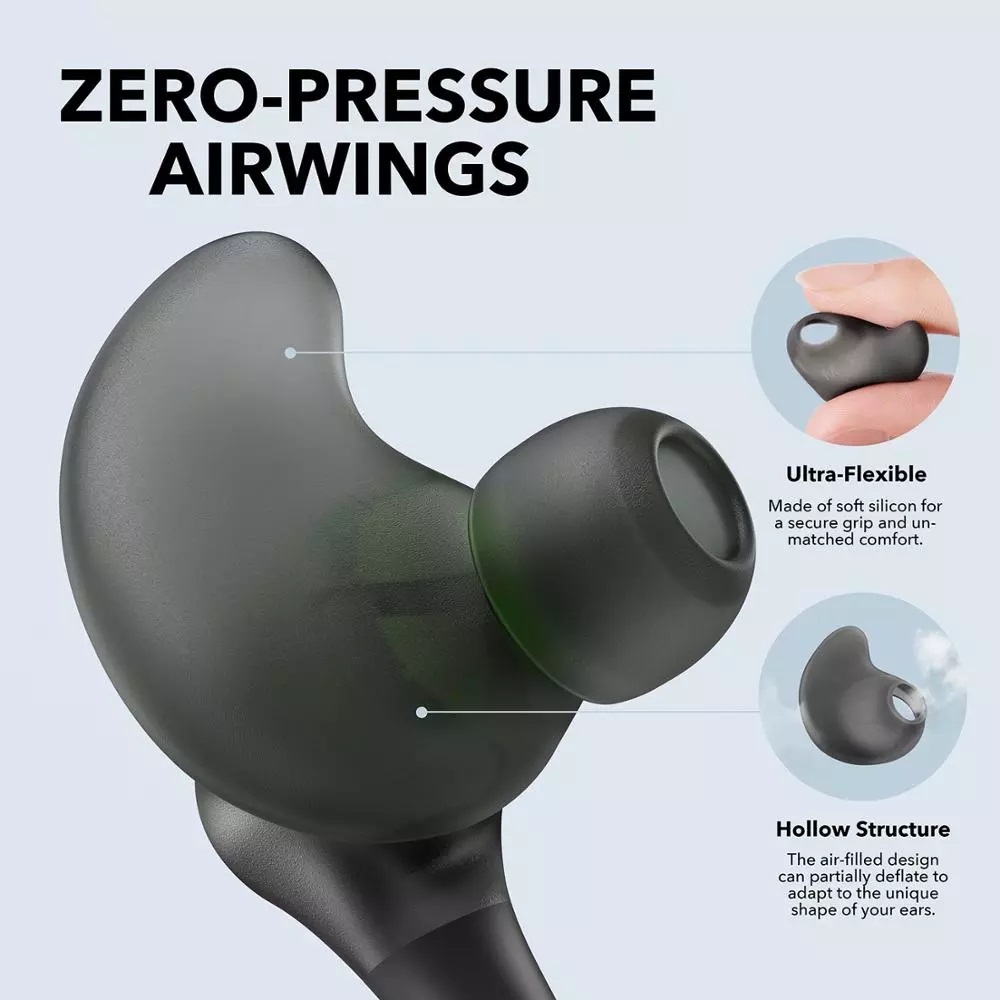 ZERO-PRESSURE
AIRWINGS
Ultra-Flexible
Made of soft silicon for
a secure grip and un-
matched comfort.
Hollow Structure
The air-filled design
can partially deflate to
adapt to the unique
shape of your ears.